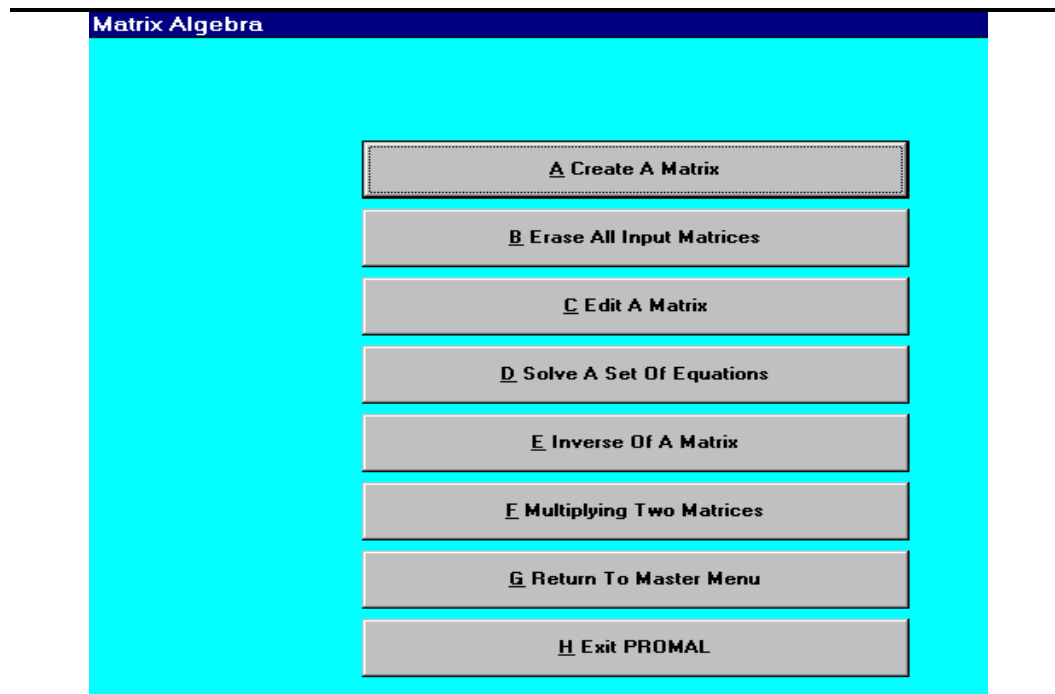 Matrix Algebra
A Create A Matrix
B Erase All Input Matrices
C Edit A Matrix
D Solve A Set Of Equations
E Inverse Of A Matrix
F Multiplying Two Matrices
G Return To Master Menu
H Exit PROMAL